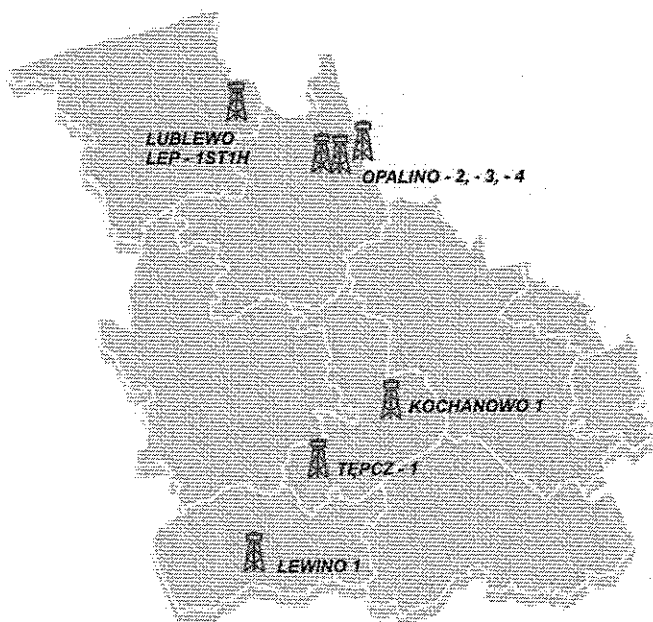 LUBLEWO
LEP - 1ST1H
OPALINO - 2, - 3, - 4
KOCHANOWO 1
TĘPCZ - 1
LEWINO 1